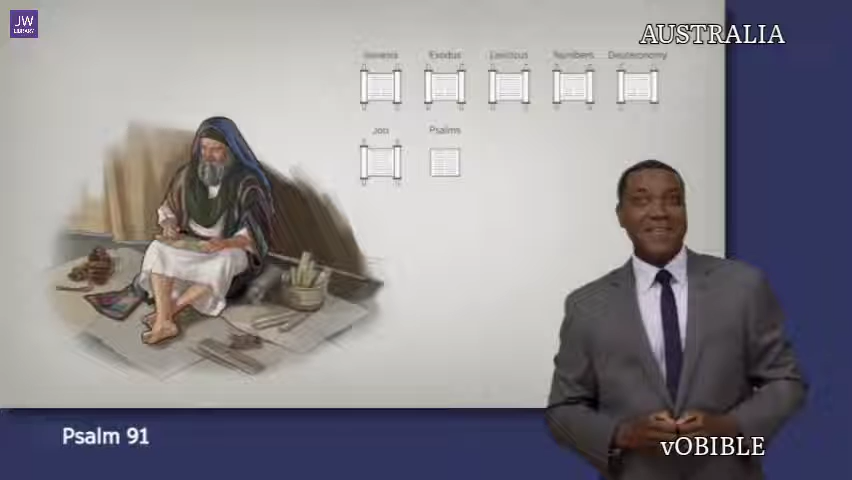 JW
LIBRARY
AUSTRALIA
Genesis Exodus Leviticus Numbers Deuteronomy
Job Psalms
Psalm 91
vOBIBLE